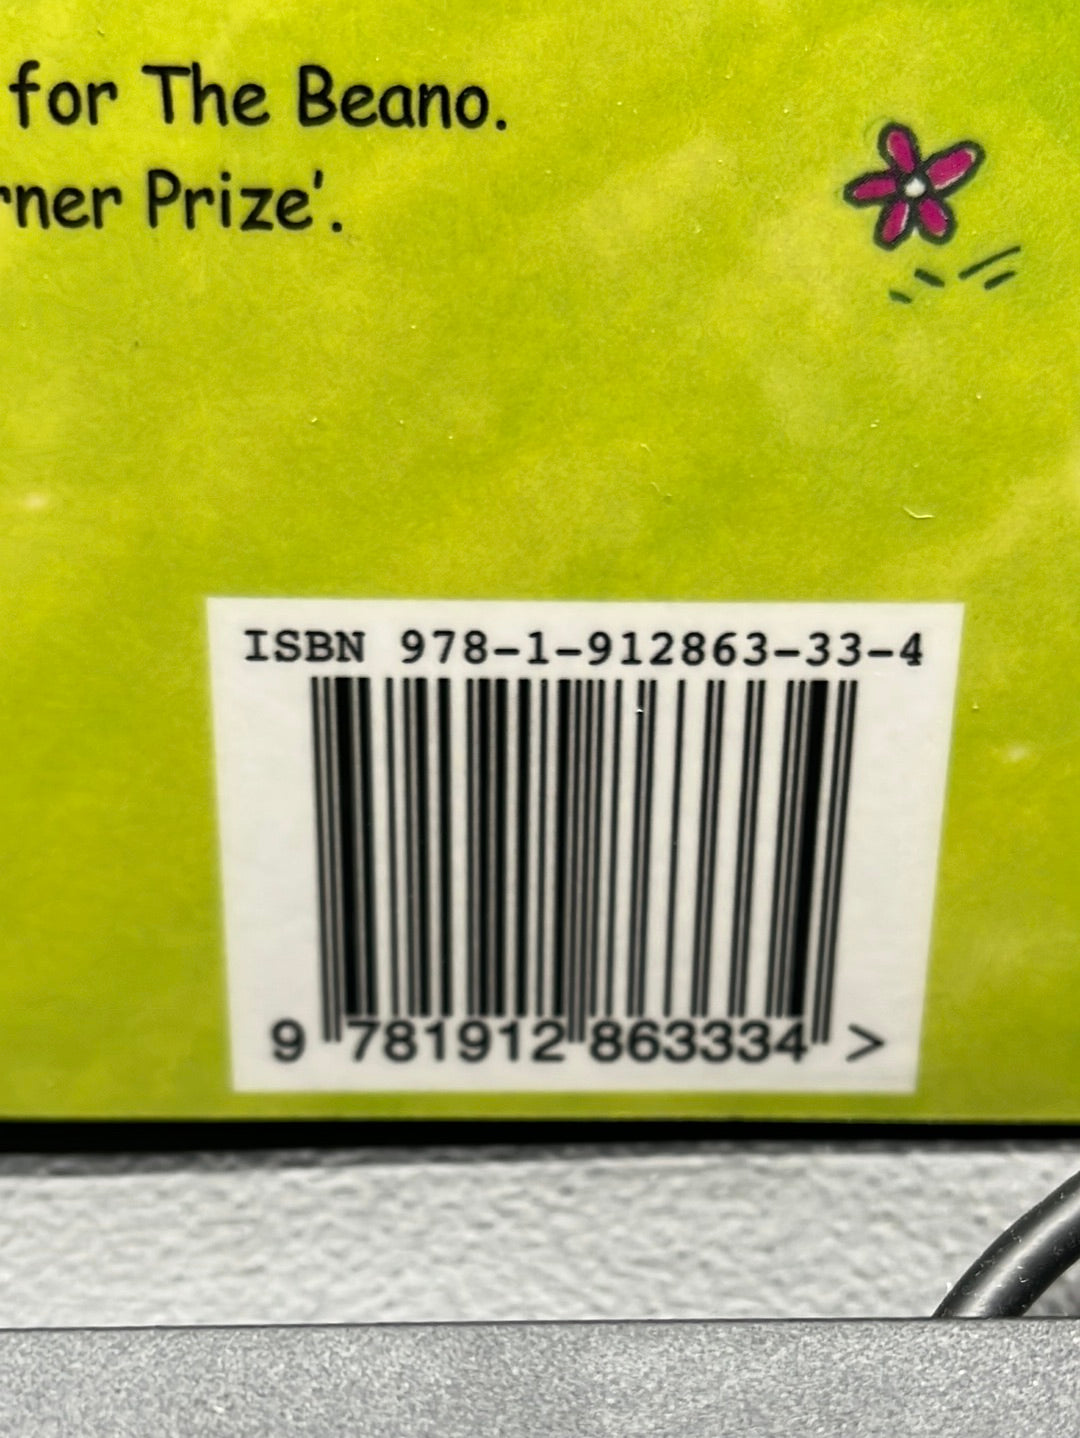 for The Beano.
rner Prize'.
ISBN 978-1-912863-33-4
9 781912 863334 >